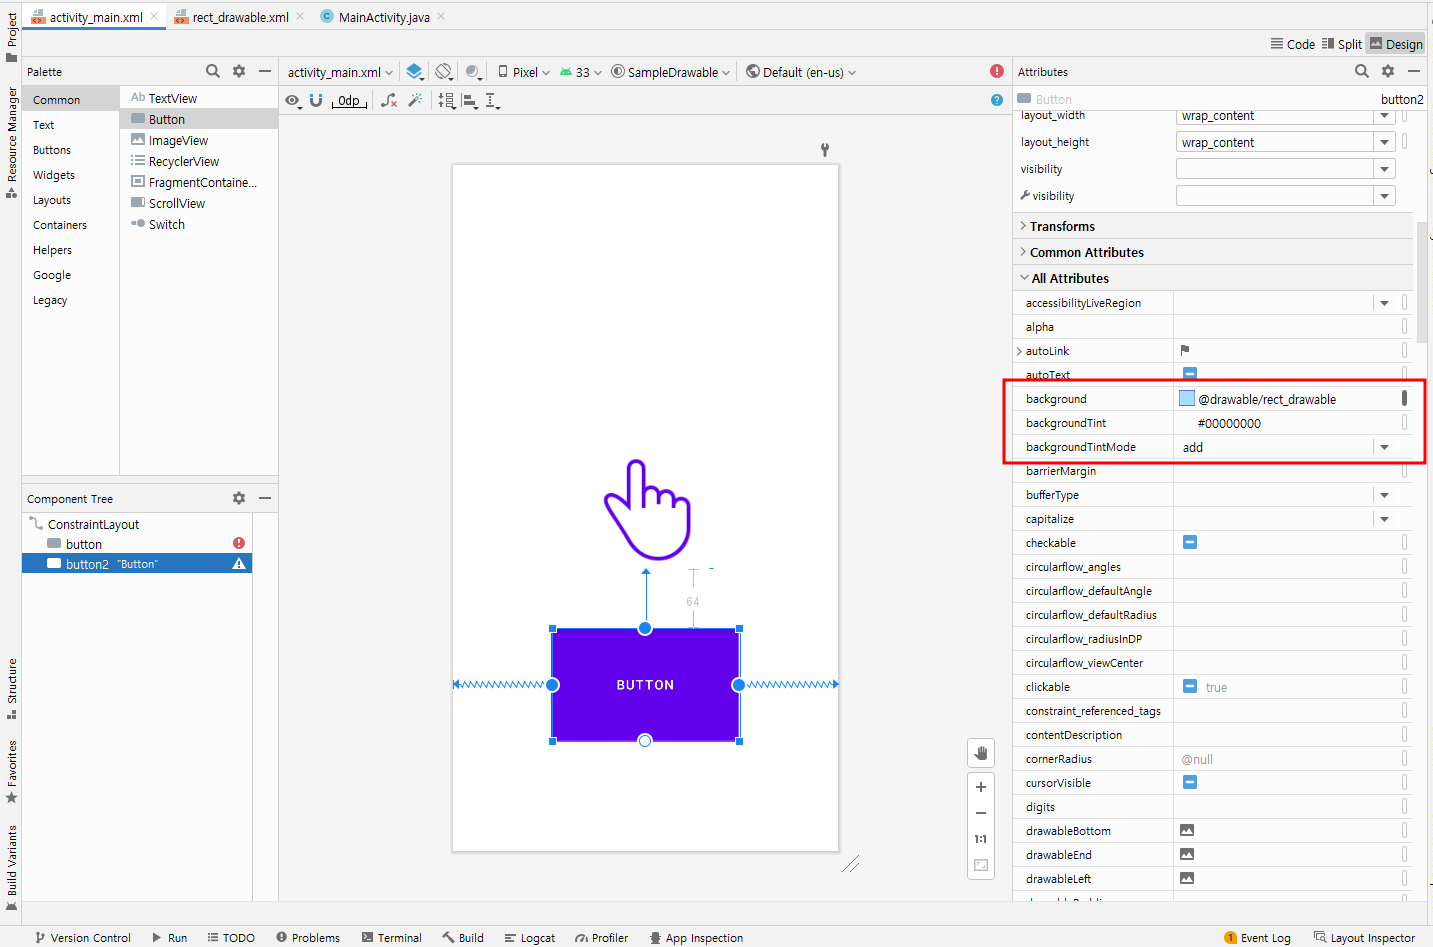 activity_main.xml
rect_drawable.xml
MainActivity.java
Code
Split
Design
Project
Resource Manager
Structure
Favorites
Build Variants
Palette
Common
Text
Buttons
Widgets
Layouts
Containers
Helpers
Google
Legacy
Ab TextView
Button
ImageView
RecyclerView
FragmentContaine...
ScrollView
Switch
Component Tree
ConstraintLayout
button
button2 "Button"
activity_main.xml
Pixel
33
SampleDrawable
Default (en-us)
0dp
64
BUTTON
1:1
Attributes
Button
button2
layout_width wrap_content
layout_height wrap_content
visibility
visibility
Transforms
Common Attributes
All Attributes
accessibilityLiveRegion
alpha
autoLink
autoText
background @drawable/rect_drawable
backgroundTint #00000000
backgroundTintMode add
barrierMargin
bufferType
capitalize
checkable
circularflow_angles
circularflow_defaultAngle
circularflow_defaultRadius
circularflow_radiusInDP
circularflow_viewCenter
clickable true
constraint_referenced_tags
contentDescription
cornerRadius @null
cursorVisible
digits
drawableBottom
drawableEnd
drawableLeft
Version Control
Run
TODO
Problems
Terminal
Build
Logcat
Profiler
App Inspection
1 Event Log
Layout Inspector